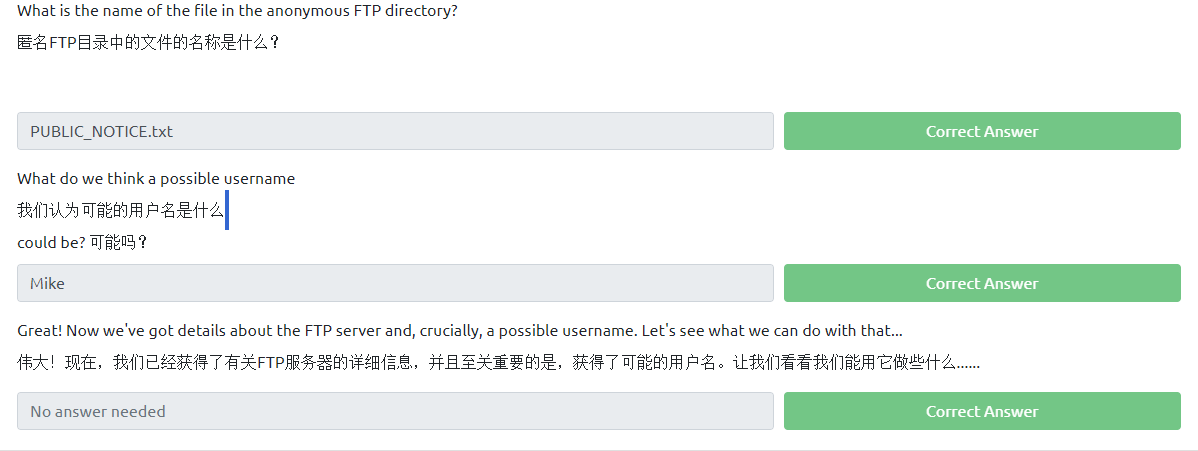 What is the name of the file in the anonymous FTP directory?
匿名FTP目录中的文件的名称是什么？
PUBLIC_NOTICE.txt
Correct Answer
What do we think a possible username
我们认为可能的用户名是什么
could be? 可能吗？
Mike
Correct Answer
Great! Now we've got details about the FTP server and, crucially, a possible username. Let's see what we can do with that...
伟大！现在，我们已经获得了有关FTP服务器的详细信息，并且至关重要的是，获得了可能的用户名。让我们看看我们能用它做些什么......
No answer needed
Correct Answer